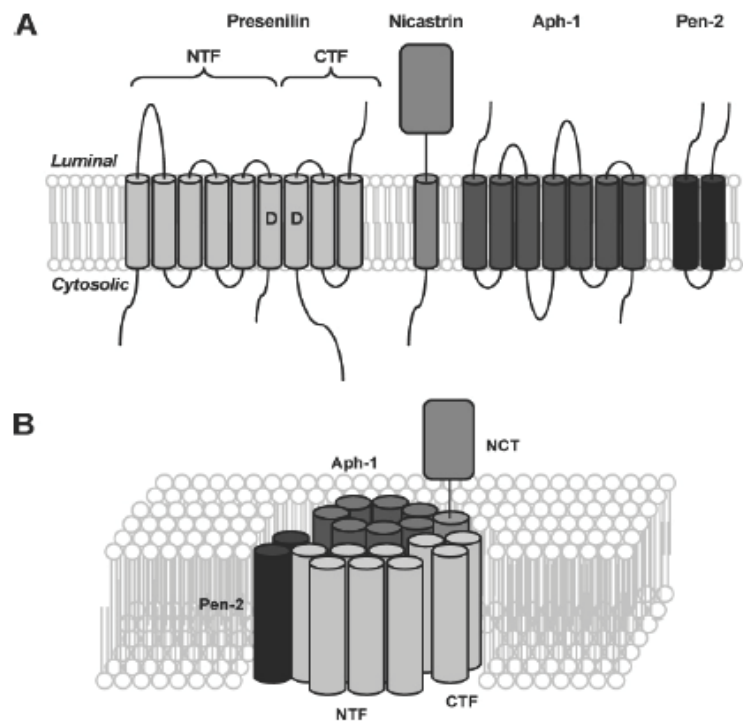 A
Presenilin Nicastrin Aph-1 Pen-2
NTF CTF
Luminal
D D
Cytosolic
B
NCT
Aph-1
Pen-2
CTF
NTF